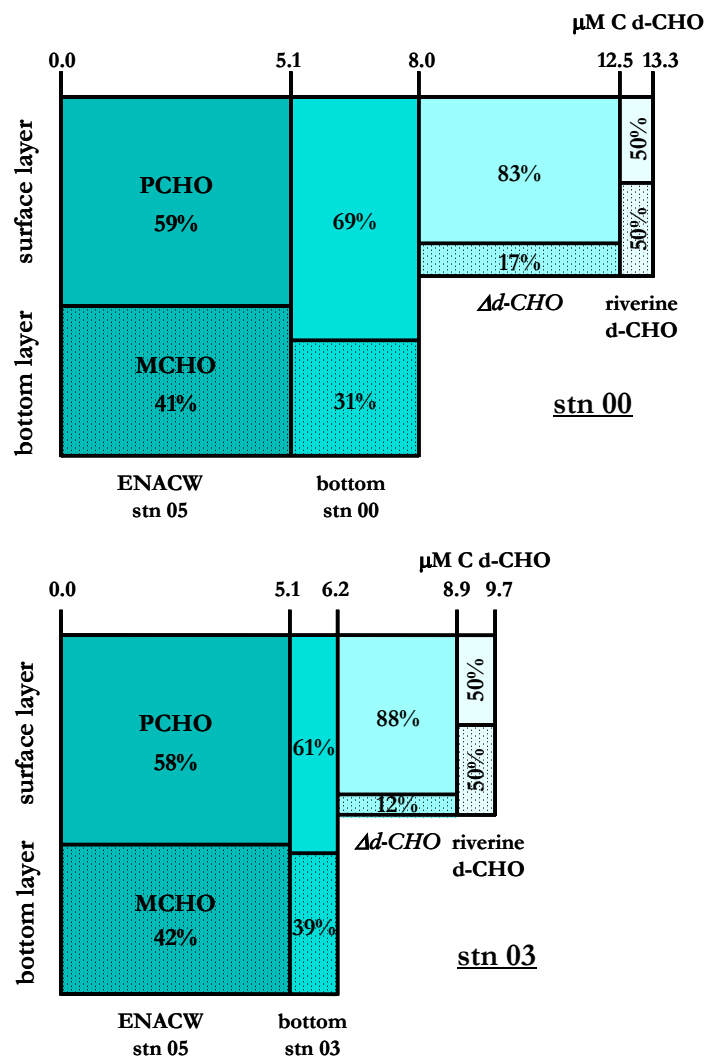 μM C d-CHO
0.0 5.1 8.0 12.5 13.3
surface layer
bottom layer
PCHO
59%
69%
83%
50%
50%
17%
MCHO
41%
31%
Δd-CHO
riverine
d-CHO
stn 00
ENACW
stn 05
bottom
stn 00
μM C d-CHO
0.0 5.1 6.2 8.9 9.7
surface layer
bottom layer
PCHO
58%
61%
88%
50%
50%
12%
MCHO
42%
39%
Δd-CHO
riverine
d-CHO
stn 03
ENACW
stn 05
bottom
stn 03